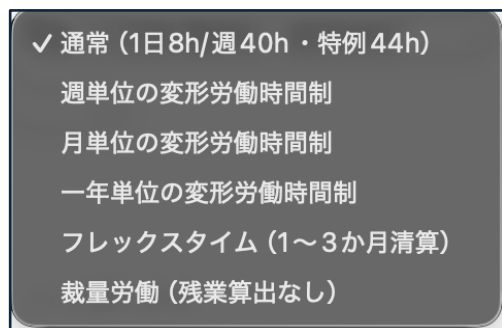 ✓ 通常（1日8h/週40h・特例44h）
週単位の変形労働時間制
月単位の変形労働時間制
一年単位の変形労働時間制
フレックスタイム（1〜3か月清算）
裁量労働（残業算出なし）